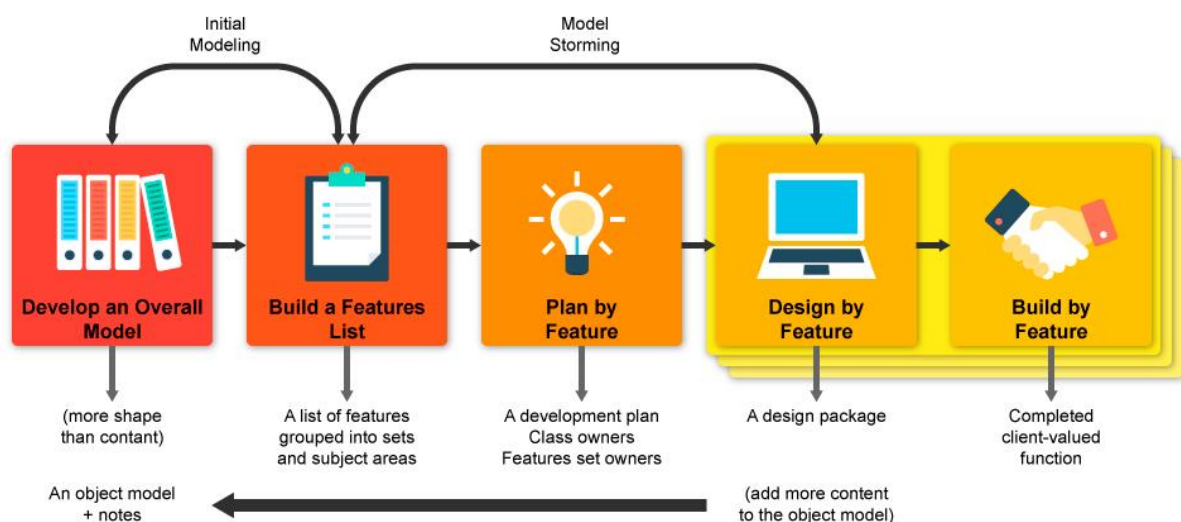 Initial
Modeling
Model
Storming
Develop an Overall
Model
Build a Features
List
Plan by
Feature
Design by
Feature
Build by
Feature
(more shape
than contant)
A list of features
grouped into sets
and subject areas
A development plan
Class owners
Features set owners
A design package
Completed
client-valued
function
An object model
+ notes
(add more content
to the object model)